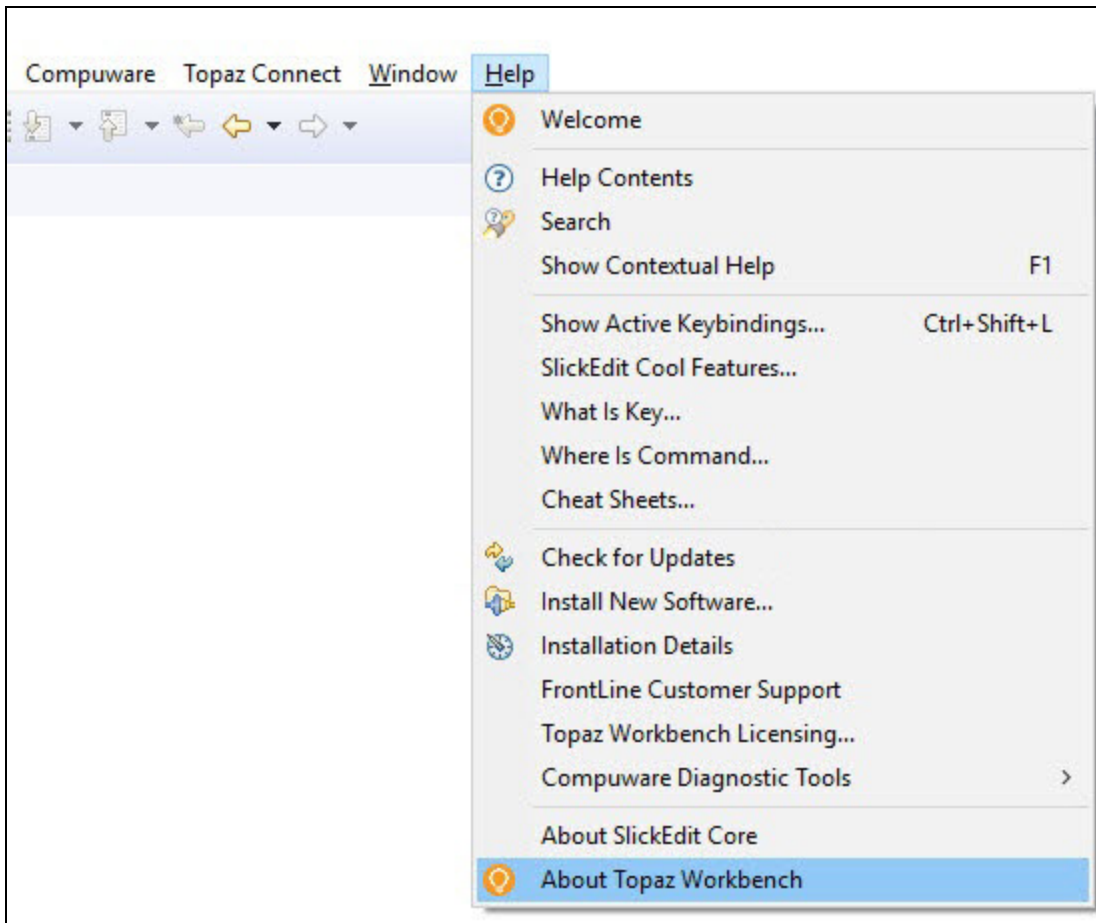 Compuware Topaz Connect Window Help
Welcome
Help Contents
Search
Show Contextual Help F1
Show Active Keybindings... Ctrl+Shift+L
SlickEdit Cool Features...
What Is Key...
Where Is Command...
Cheat Sheets...
Check for Updates
Install New Software...
Installation Details
FrontLine Customer Support
Topaz Workbench Licensing...
Compuware Diagnostic Tools
About SlickEdit Core
About Topaz Workbench